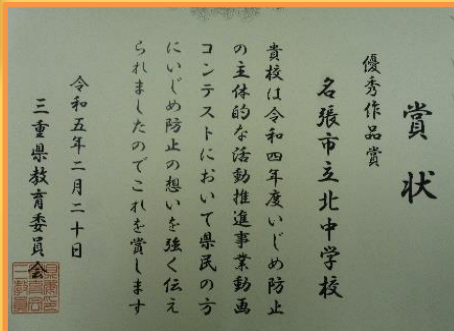 賞状
優秀作品賞
名張市立北中学校
貴校は令和四年度いじめ防止
の主体的な活動推進事業動画
コンテストにおいて県民の方
にいじめ防止の想いを強く伝え
られましたのでこれを賞します
令和五年二月二十日
三重県教育委員会